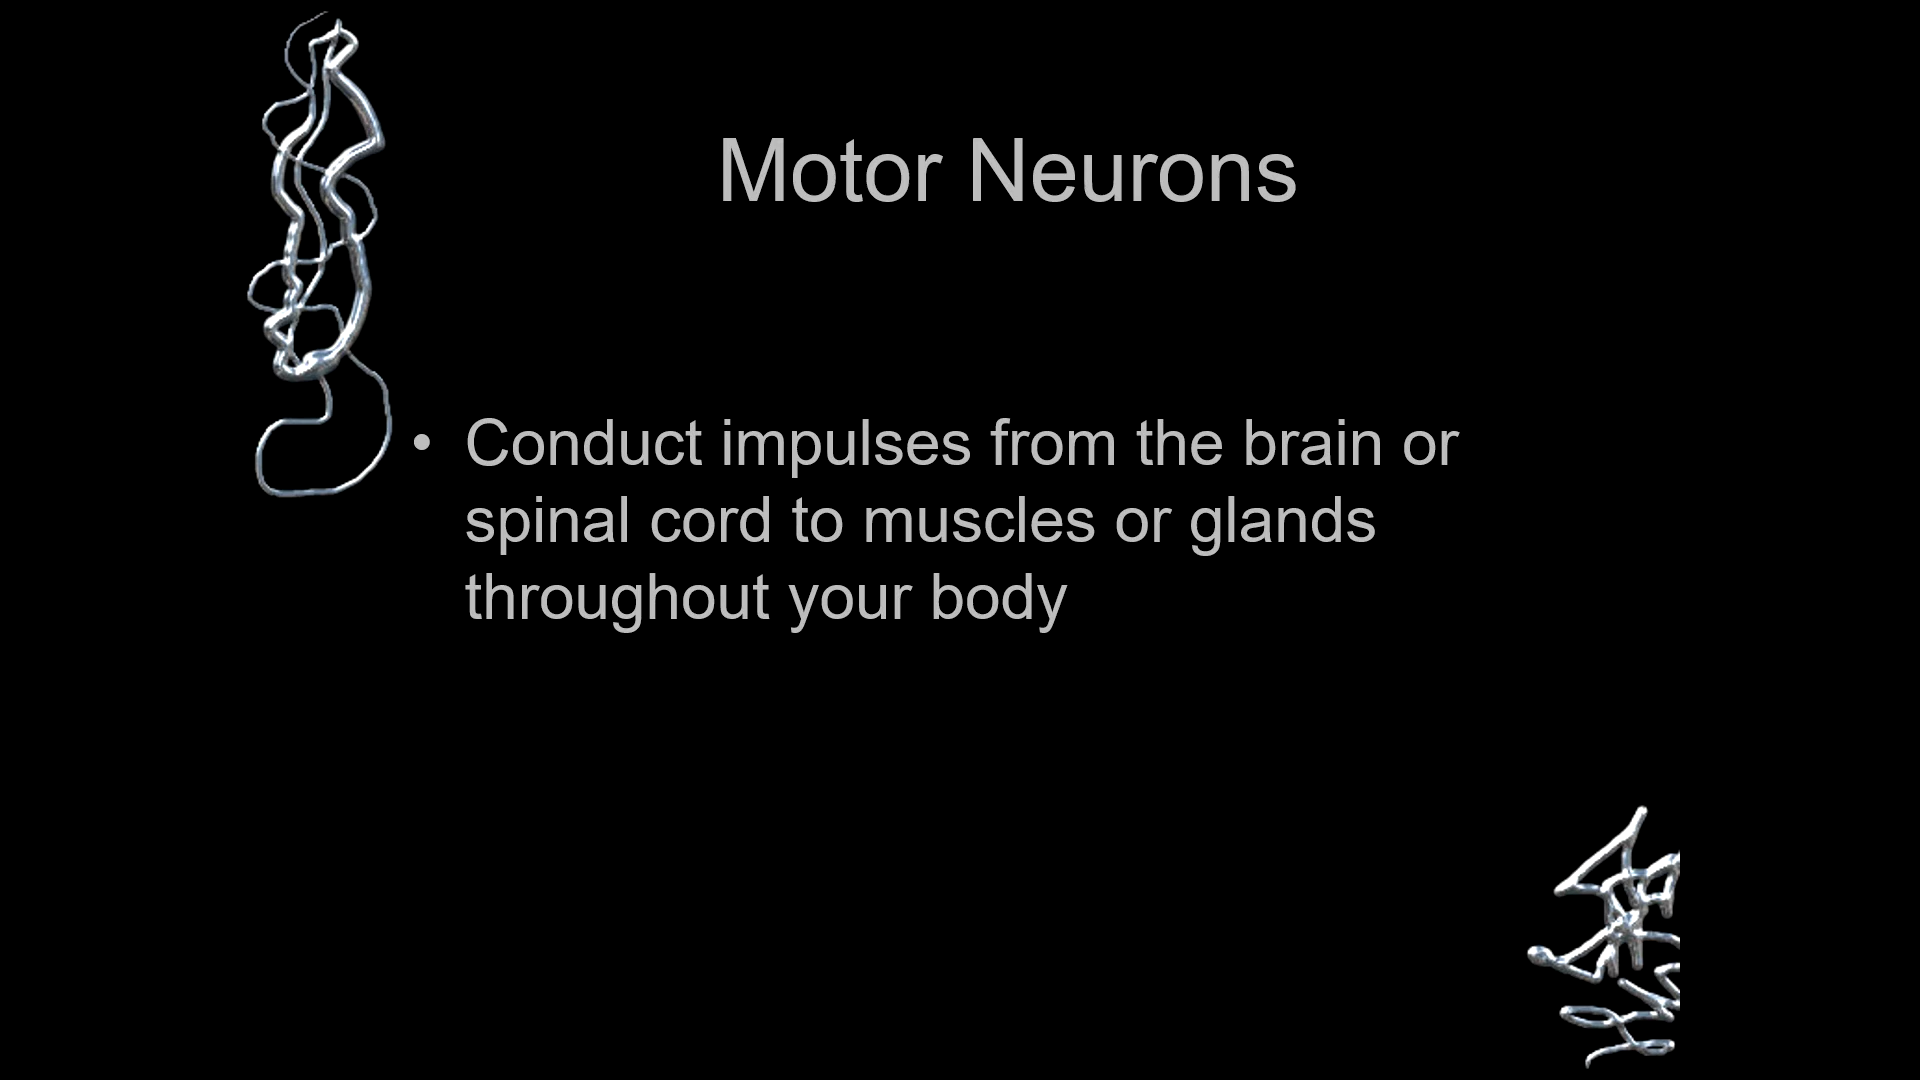 Motor Neurons
• Conduct impulses from the brain or
spinal cord to muscles or glands
throughout your body